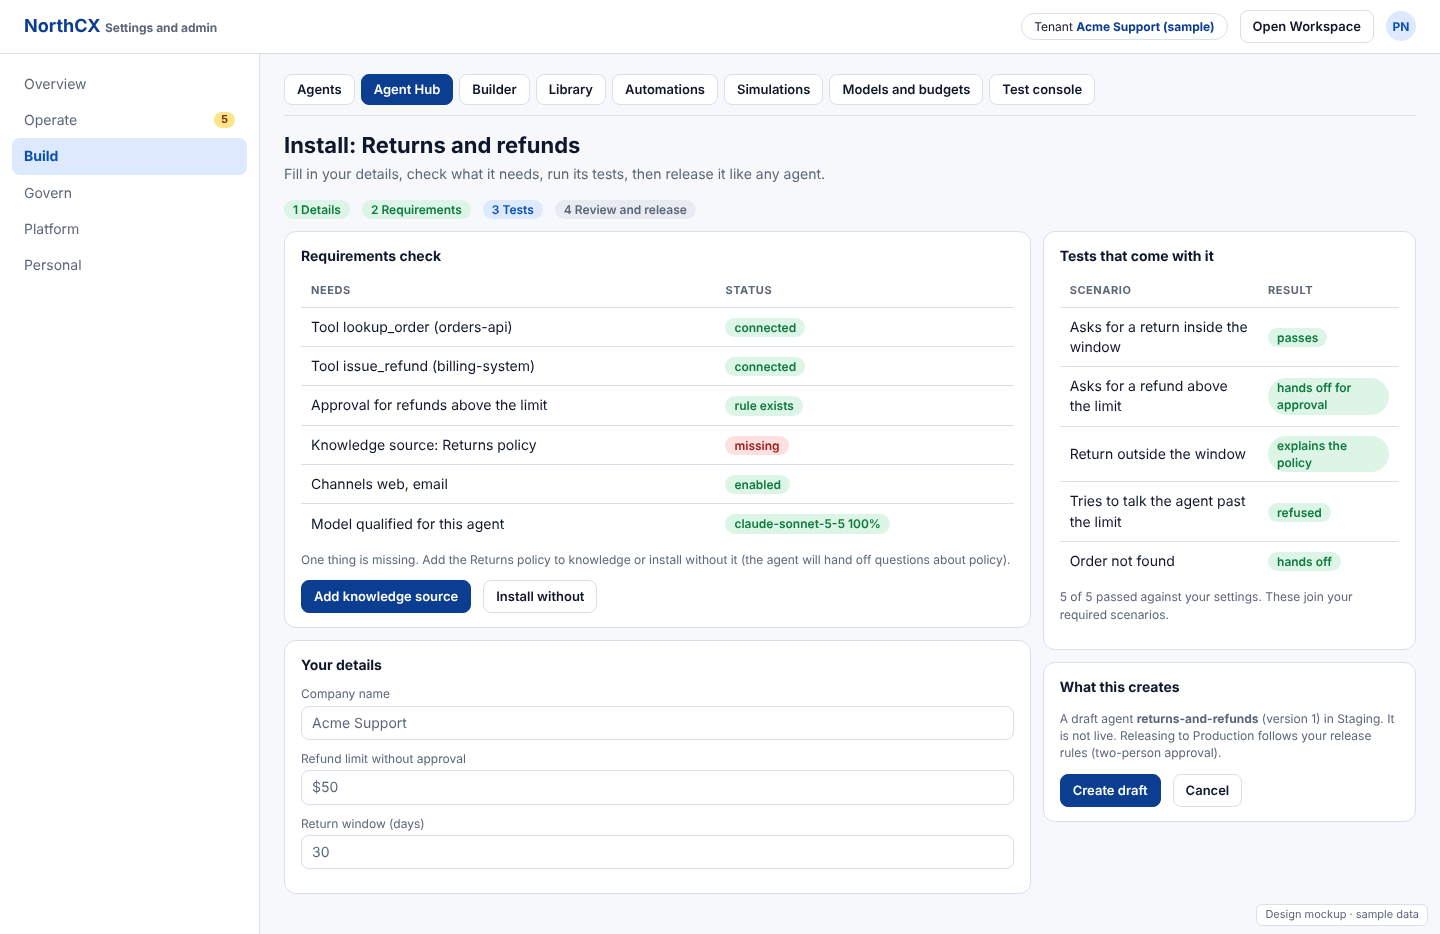 NorthCX Settings and admin
Tenant Acme Support (sample)
Open Workspace
PN
Overview
Operate 5
Build
Govern
Platform
Personal
Agents
Agent Hub
Builder
Library
Automations
Simulations
Models and budgets
Test console
Install: Returns and refunds
Fill in your details, check what it needs, run its tests, then release it like any agent.
1 Details
2 Requirements
3 Tests
4 Review and release
Requirements check
NEEDS STATUS
Tool lookup_order (orders-api) connected
Tool issue_refund (billing-system) connected
Approval for refunds above the limit rule exists
Knowledge source: Returns policy missing
Channels web, email enabled
Model qualified for this agent claude-sonnet-5-5 100%
One thing is missing. Add the Returns policy to knowledge or install without it (the agent will hand off questions about policy).
Add knowledge source
Install without
Your details
Company name
Acme Support
Refund limit without approval
$50
Return window (days)
30
Tests that come with it
SCENARIO RESULT
Asks for a return inside the
window
passes
Asks for a refund above
the limit
hands off for
approval
Return outside the window
explains the
policy
Tries to talk the agent past
the limit
refused
Order not found hands off
5 of 5 passed against your settings. These join your
required scenarios.
What this creates
A draft agent returns-and-refunds (version 1) in Staging. It
is not live. Releasing to Production follows your release
rules (two-person approval).
Create draft
Cancel
Design mockup · sample data